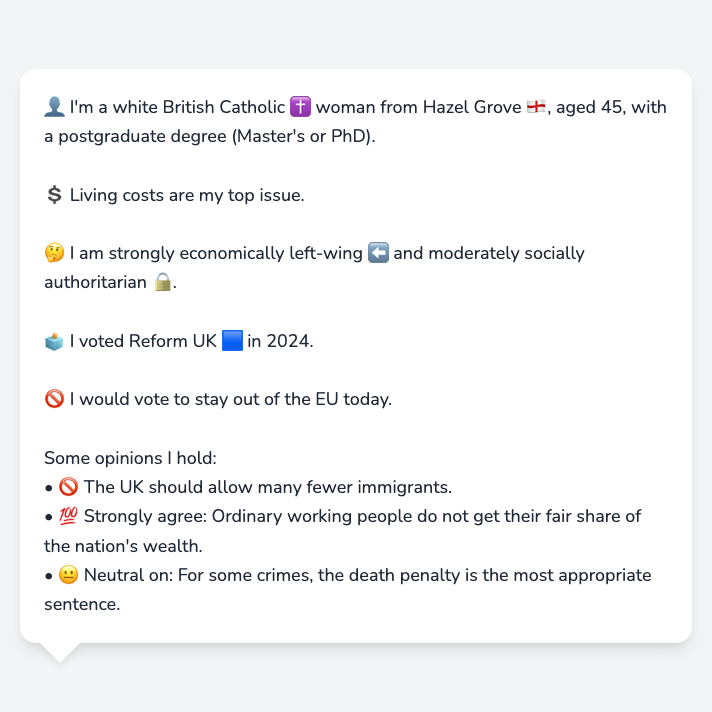 👤 I'm a white British Catholic ✝️ woman from Hazel Grove 🏴󠁧󠁢󠁥󠁮󠁧󠁿, aged 45, with
a postgraduate degree (Master's or PhD).
💲 Living costs are my top issue.
🤔 I am strongly economically left-wing ⬅️ and moderately socially
authoritarian 🔒.
🗳️ I voted Reform UK 🟦 in 2024.
🚫 I would vote to stay out of the EU today.
Some opinions I hold:
• 🚫 The UK should allow many fewer immigrants.
• 💯 Strongly agree: Ordinary working people do not get their fair share of
the nation's wealth.
• 😐 Neutral on: For some crimes, the death penalty is the most appropriate
sentence.